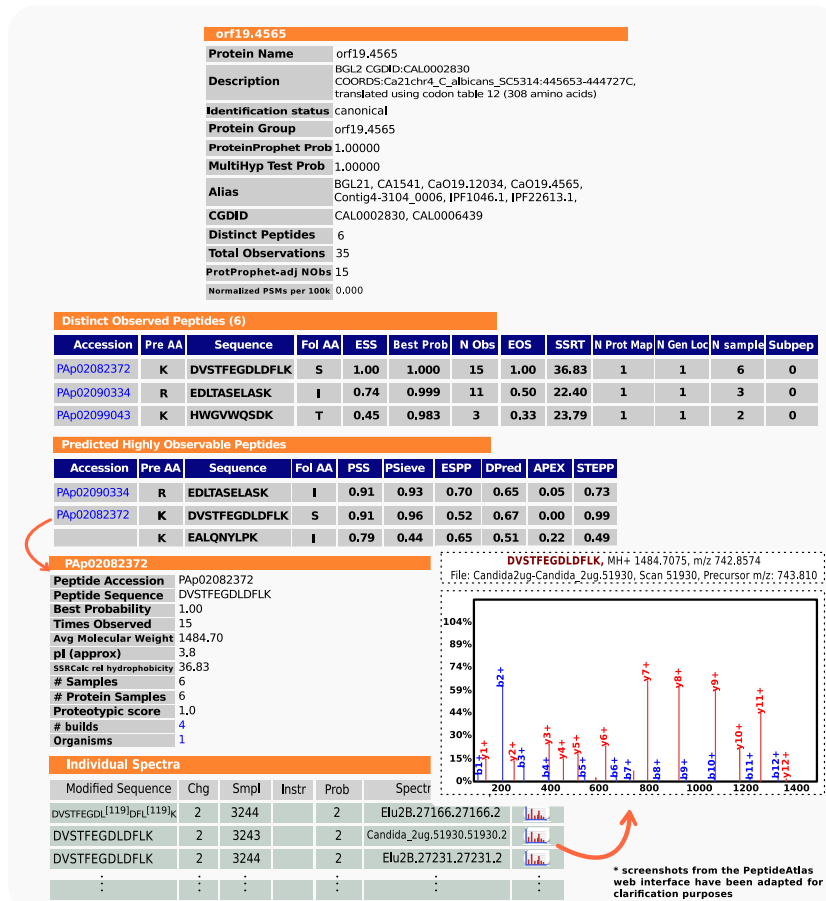 orf19.4565
Protein Name orf19.4565
Description BGL2 CGDID:CAL0002830
COORDS:Ca21chr4_C_albicans_SC5314:445653-444727C,
translated using codon table 12 (308 amino acids)
Identification status canonical
Protein Group orf19.4565
ProteinProphet Prob 1.00000
MultiHyp Test Prob 1.00000
Alias BGL21, CA1541, CaO19.12034, CaO19.4565,
Contig4-3104_0006, IPF1046.1, IPF22613.1,
CGDID CAL0002830, CAL0006439
Distinct Peptides 6
Total Observations 35
ProtProphet-adj NObs 15
Normalized PSMs per 100k 0.000
Distinct Observed Peptides (6)
Accession Pre AA Sequence Fol AA ESS Best Prob N Obs EOS SSRT N Prot Map N Gen Loc N sample Subpep
PAp02082372 K DVSTFEGDLDFLK S 1.00 1.000 15 1.00 36.83 1 1 6 0
PAp02090334 R EDLTASELASK I 0.74 0.999 11 0.50 22.40 1 1 3 0
PAp02099043 K HWGVWQSDK T 0.45 0.983 3 0.33 23.79 1 1 2 0
Predicted Highly Observable Peptides
Accession Pre AA Sequence Fol AA PSS PSieve ESPP DPred APEX STEPP
PAp02090334 R EDLTASELASK I 0.91 0.93 0.70 0.65 0.05 0.73
PAp02082372 K DVSTFEGDLDFLK S 0.91 0.96 0.52 0.67 0.00 0.99
K EALQNYLPK I 0.79 0.44 0.65 0.51 0.22 0.49
PAp02082372
Peptide Accession PAp02082372
Peptide Sequence DVSTFEGDLDFLK
Best Probability 1.00
Times Observed 15
Avg Molecular Weight 1484.70
pI (approx) 3.8
SSRCalc rel hydrophobicity 36.83
# Samples 6
# Protein Samples 6
Proteotypic score 1.0
# builds 4
Organisms 1
DVSTFEGDLDFLK, MH+ 1484.7075, m/z 742.8574
File: Candida2ug-Candida_2ug.51930, Scan 51930, Precursor m/z: 743.810
104%
89%
74%
59%
44%
30%
15%
0%
b1+ y1+ b2+ y2+ b3+ b4+ y3+ y4+ y5+ b5+ y6+ b6+ b7+ y7+ b8+ y8+ b10+ y9+ y10+ b11+ y11+ b12+ y12+
200 400 600 800 1000 1200 1400
Individual Spectra
Modified Sequence Chg Smpl Instr Prob Spectr
DVSTFEGDL[119]DFL[119]K 2 3244 2 Elu2B.27166.27166.2
DVSTFEGDLDFLK 2 3243 2 Candida_2ug.51930.51930.2
DVSTFEGDLDFLK 2 3244 2 Elu2B.27231.27231.2
: : : : : :
* screenshots from the PeptideAtlas
web interface have been adapted for
clarification purposes